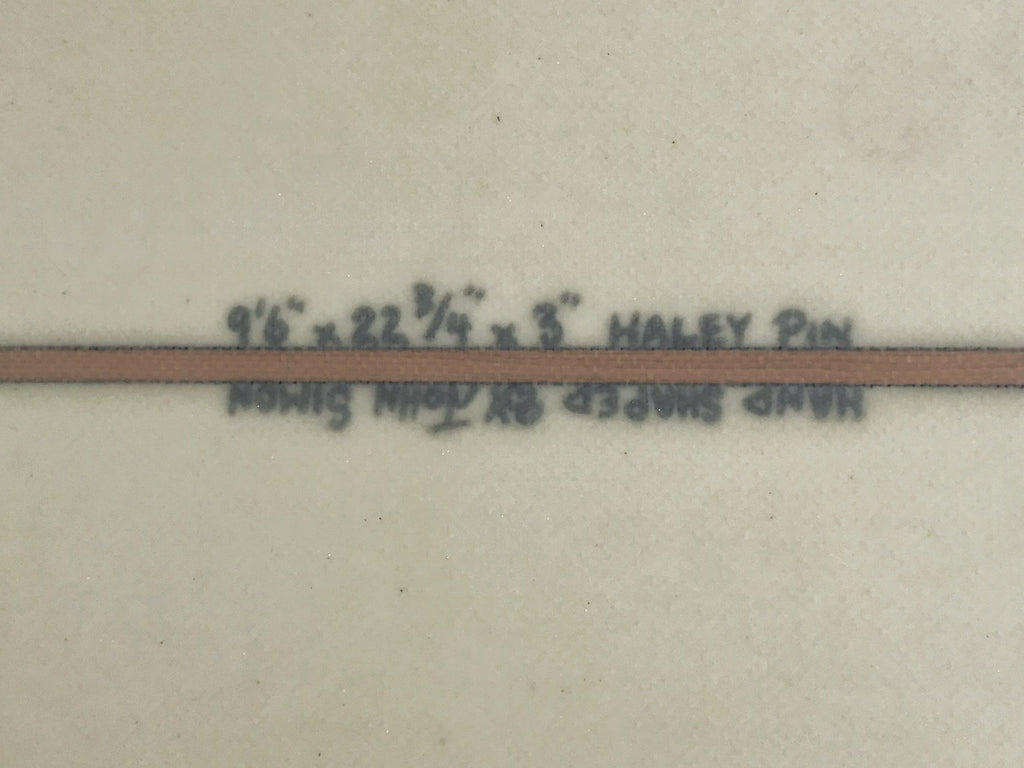 9'6" x 22 3/4" x 3" HALEY PIN
HAND SHAPED BY JOHN SIMON